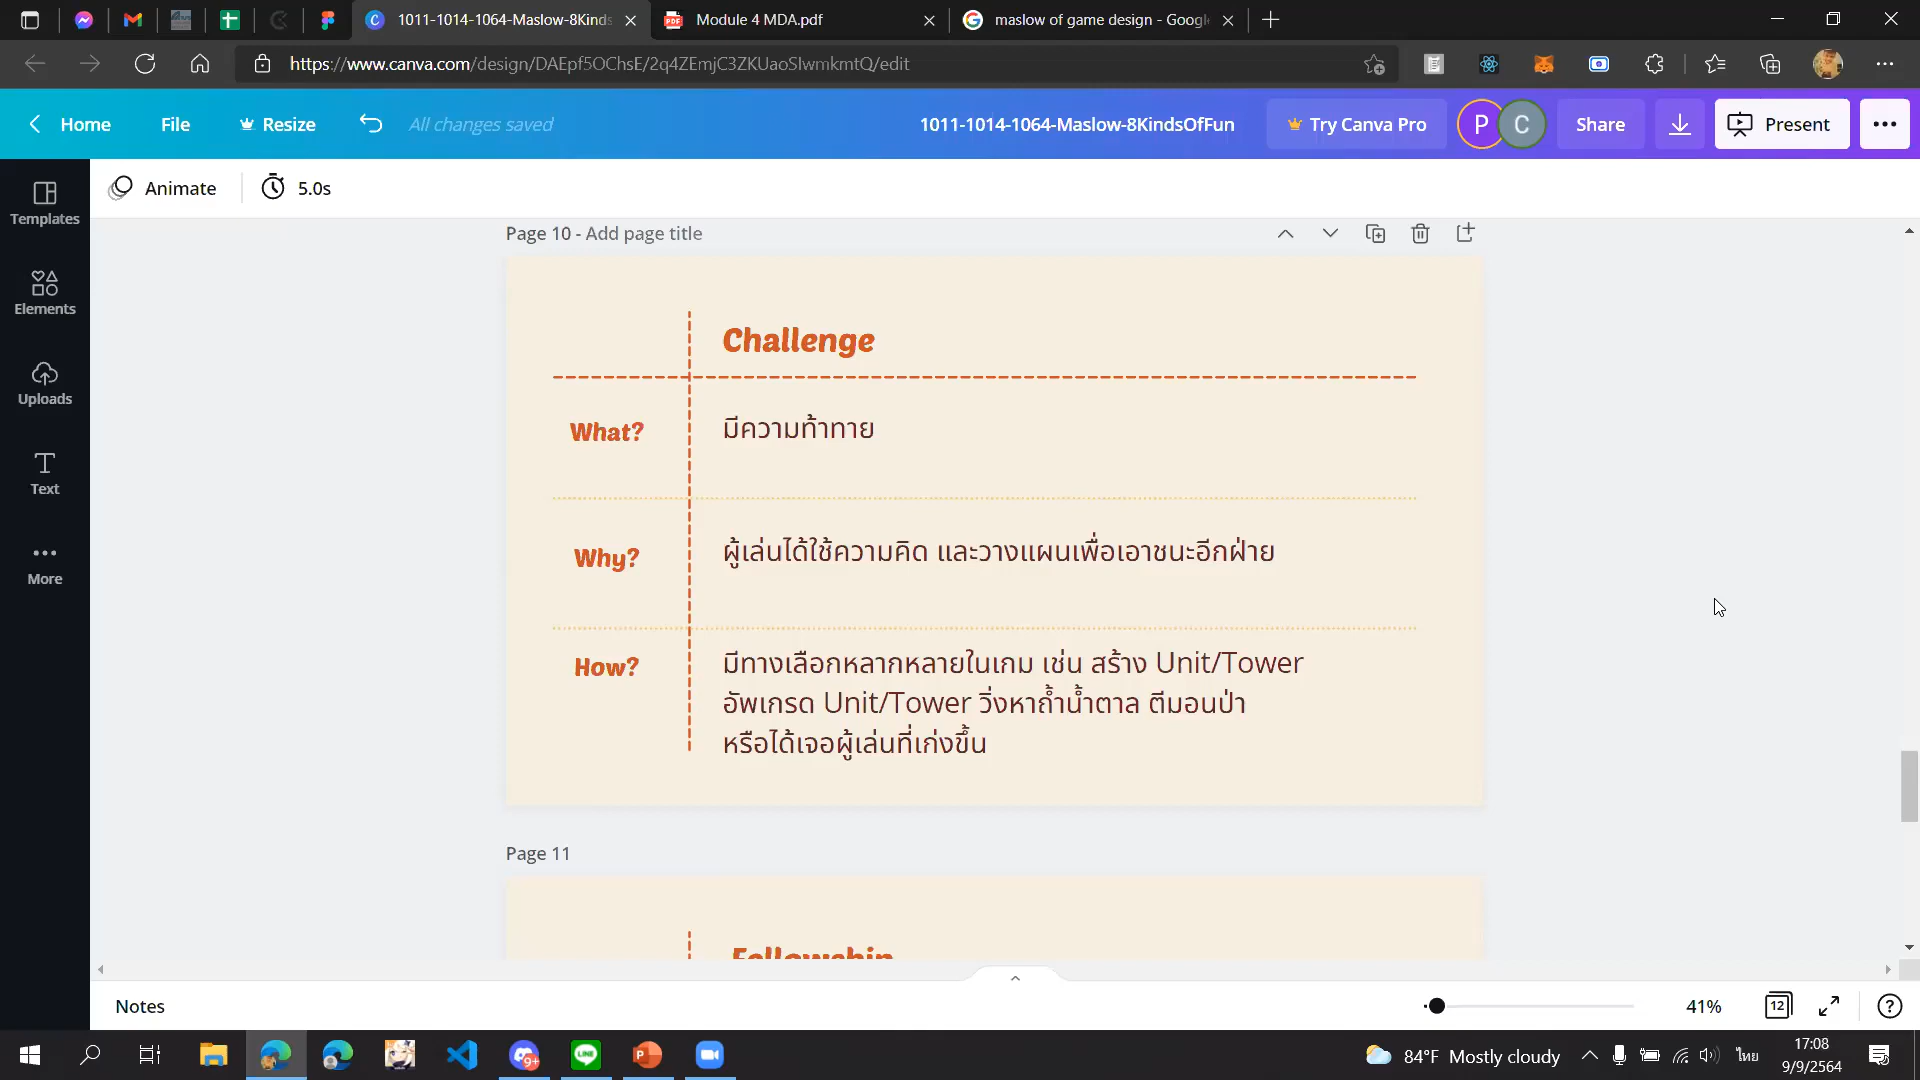 1011-1014-1064-Maslow-8Kinds
Module 4 MDA.pdf
maslow of game design - Google
https://www.canva.com/design/DAEpf5OChsE/2q4ZEmjC3ZKUaoSlwmkmtQ/edit
Home
File
Resize
All changes saved
1011-1014-1064-Maslow-8KindsOfFun
Try Canva Pro
P
C
Share
Present
Templates
Elements
Uploads
Text
More
Animate
5.0s
Page 10 - Add page title
Challenge
What?
มีความท้าทาย
Why?
ผู้เล่นได้ใช้ความคิด และวางแผนเพื่อเอาชนะอีกฝ่าย
How?
มีทางเลือกหลากหลายในเกม เช่น สร้าง Unit/Tower
อัพเกรด Unit/Tower วิ่งหาถ้ำน้ำตาล ตีมอนป่า
หรือได้เจอผู้เล่นที่เก่งขึ้น
Page 11
Fellowship
Notes
41%
12
84°F Mostly cloudy
ไทย
17:08
9/9/2564